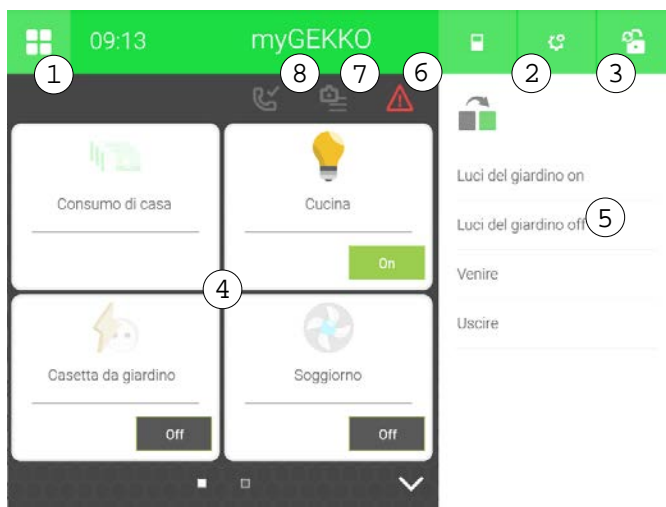 09:13 myGEKKO
1 8 7 6 2 3
Consumo di casa
Cucina
On
Luci del giardino on
Luci del giardino off 5
Venire
4
Uscire
Casetta da giardino
Off
Soggiorno
Off